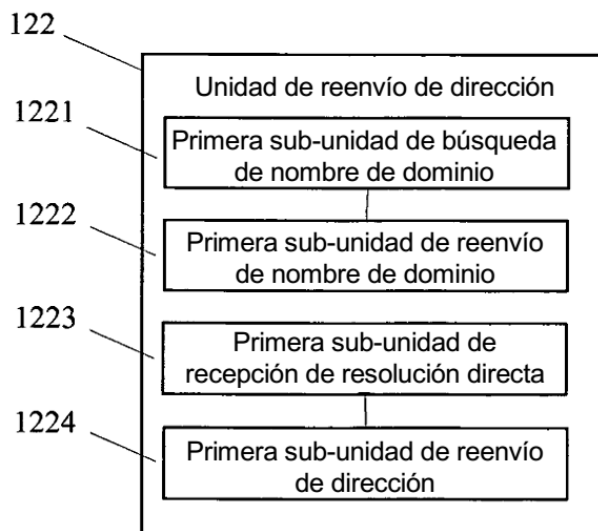 122
Unidad de reenvío de dirección
1221
Primera sub-unidad de búsqueda
de nombre de dominio
1222
Primera sub-unidad de reenvío
de nombre de dominio
1223
Primera sub-unidad de
recepción de resolución directa
1224
Primera sub-unidad de reenvío
de dirección